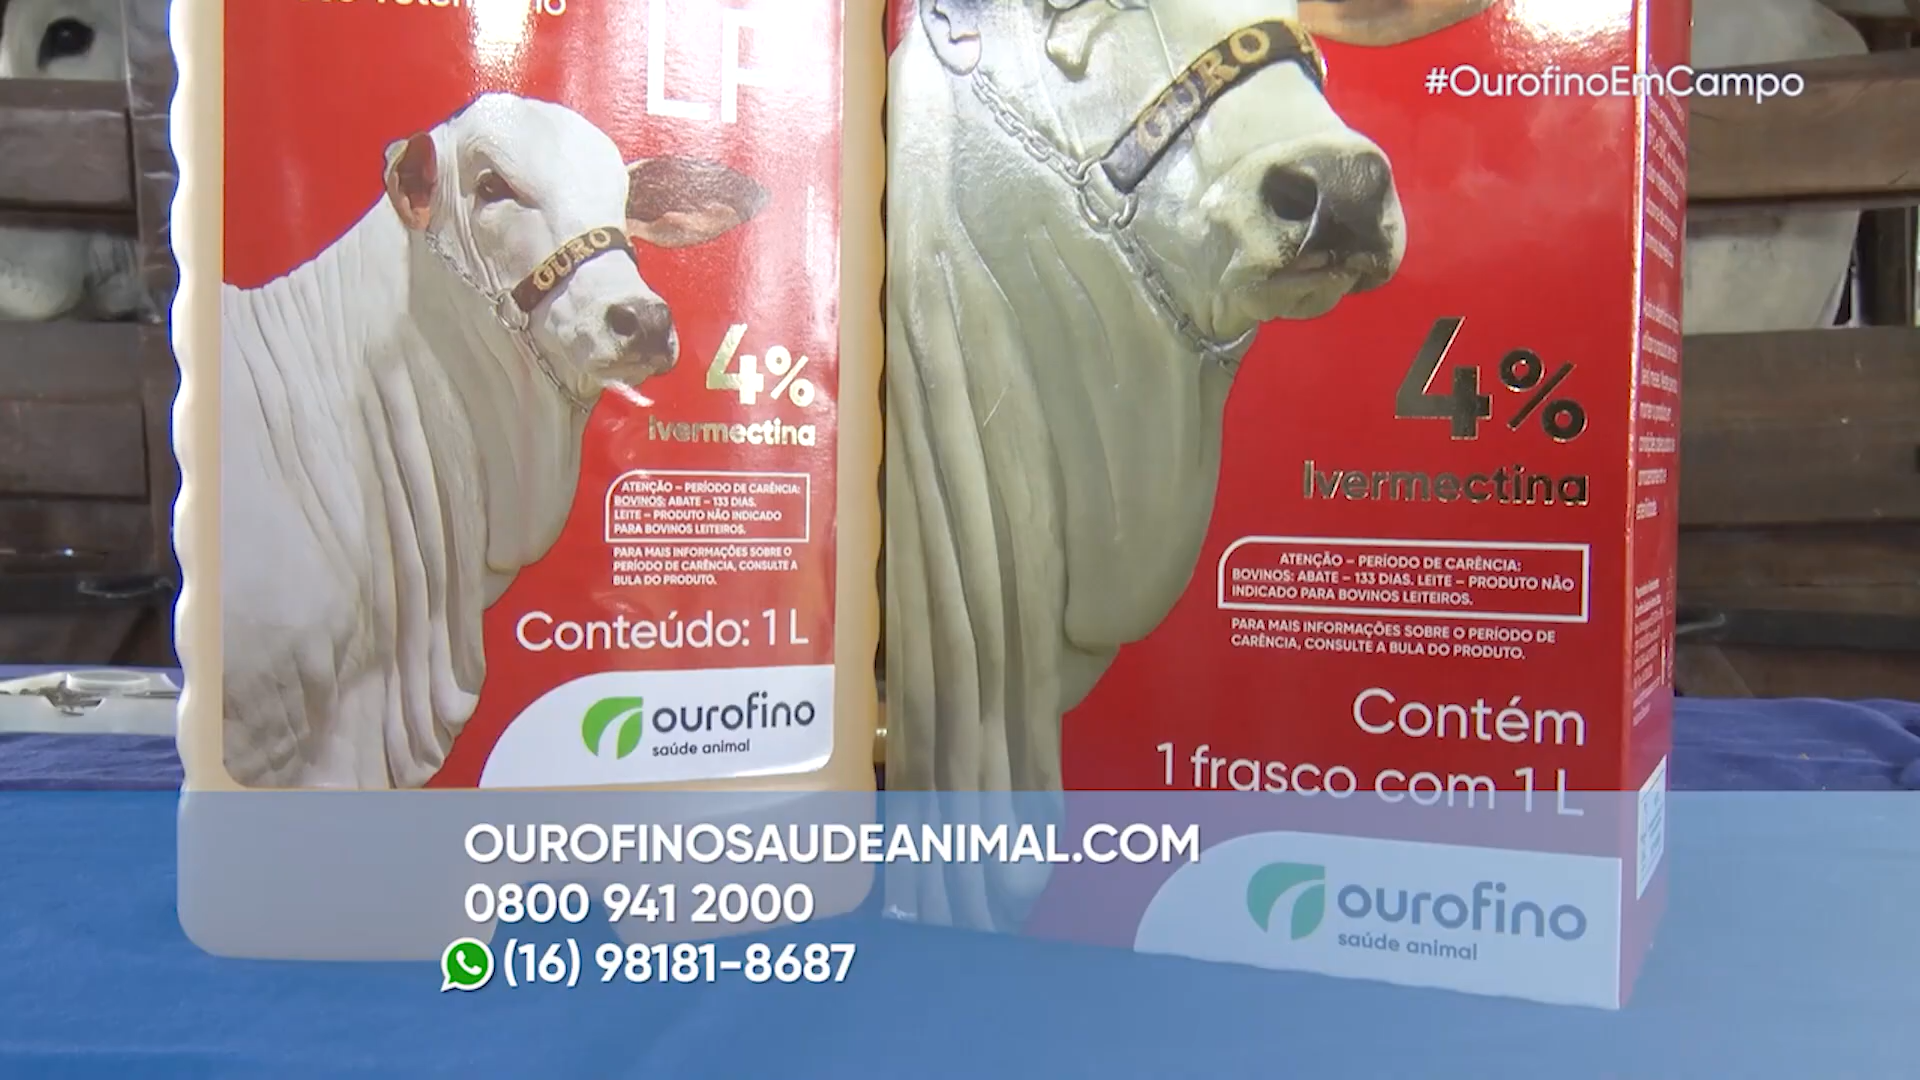 LF
#OurofinoEmCampo
OURO
4%
Ivermectina
ATENÇÃO – PERÍODO DE CARÊNCIA:
BOVINOS: ABATE – 133 DIAS.
LEITE – PRODUTO NÃO INDICADO
PARA BOVINOS LEITEIROS.
PARA MAIS INFORMAÇÕES SOBRE O
PERÍODO DE CARÊNCIA, CONSULTE A
BULA DO PRODUTO.
Conteúdo: 1 L
ourofino
saúde animal
OURO
4%
Ivermectina
ATENÇÃO – PERÍODO DE CARÊNCIA:
BOVINOS: ABATE – 133 DIAS. LEITE – PRODUTO NÃO
INDICADO PARA BOVINOS LEITEIROS.
PARA MAIS INFORMAÇÕES SOBRE O PERÍODO DE
CARÊNCIA, CONSULTE A BULA DO PRODUTO.
Contém
1 frasco com 1 L
ourofino
saúde animal
OUROFINOSAUDEANIMAL.COM
0800 941 2000
(16) 98181-8687